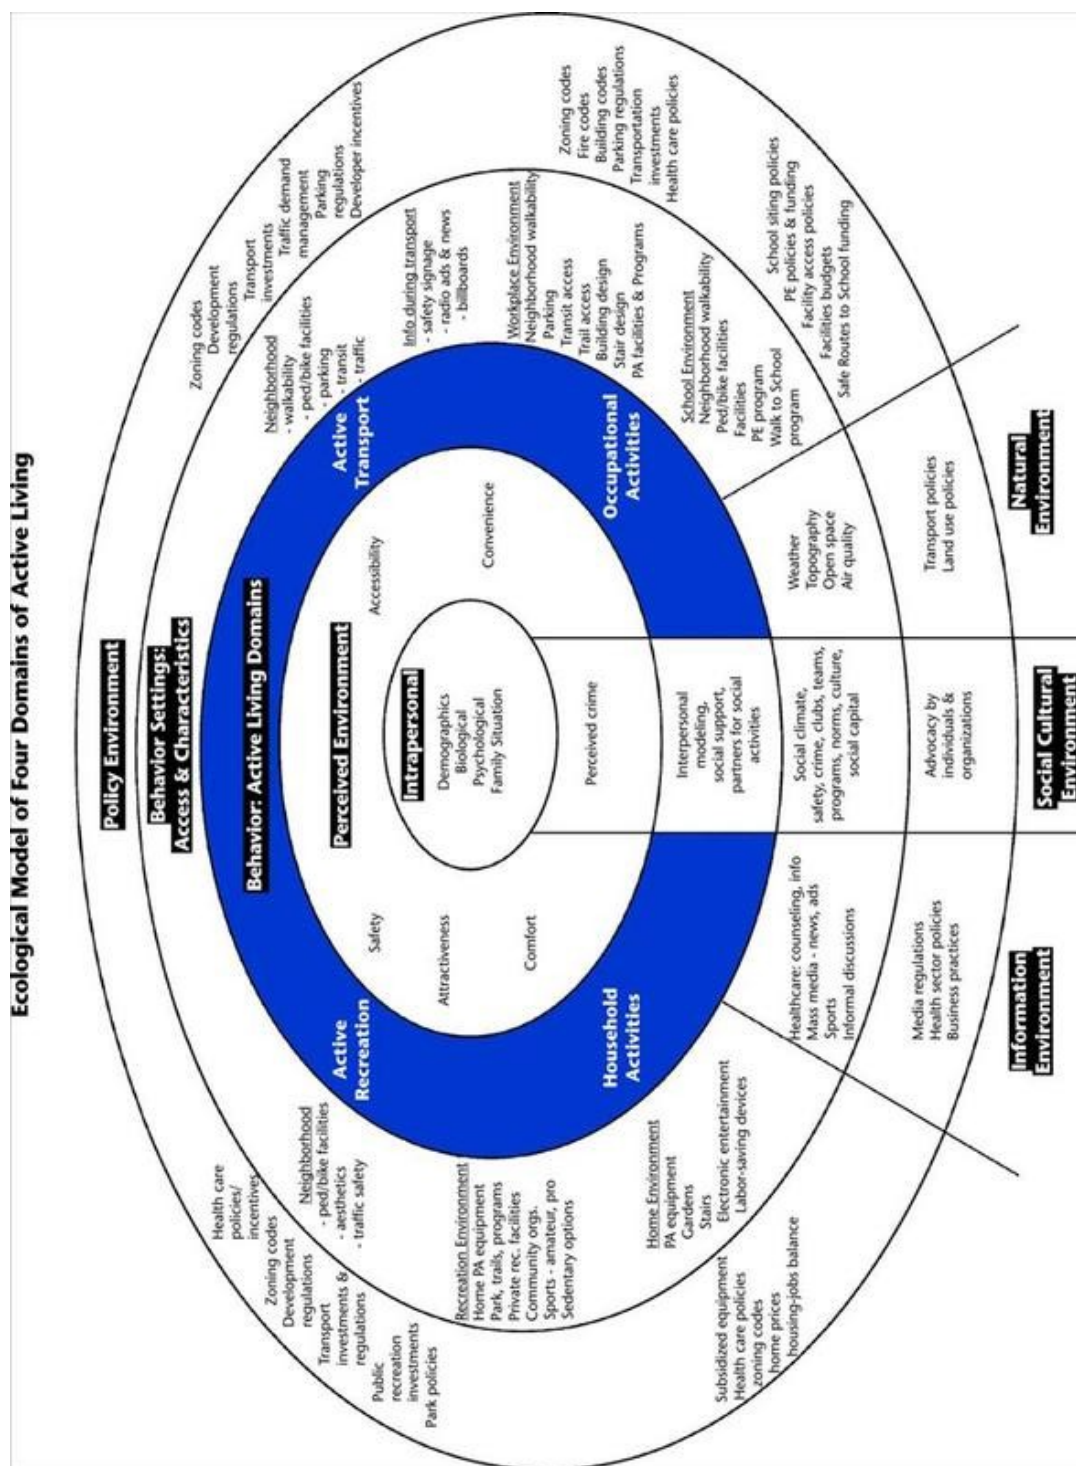 Ecological Model of Four Domains of Active Living
Policy Environment
Behavior Settings:
Access & Characteristics
Behavior: Active Living Domains
Perceived Environment
Intrapersonal
Demographics
Biological
Psychological
Family Situation
Safety
Attractiveness
Comfort
Accessibility
Convenience
Perceived crime
Active
Recreation
Active
Transport
Household
Activities
Occupational
Activities
Interpersonal
modeling,
social support,
partners for social
activities
Health care
policies/
incentives
Zoning codes
Development
regulations
Transport
investments &
regulations
Public
recreation
investments
Park policies
Neighborhood
- ped/bike facilities
- aesthetics
- traffic safety
Recreation Environment
Home PA equipment
Park, trails, programs
Private rec. facilities
Community orgs.
Sports - amateur, pro
Sedentary options
Home Environment
PA equipment
Gardens
Stairs
Electronic entertainment
Labor-saving devices
Subsidized equipment
Health care policies
zoning codes
home prices
housing-jobs balance
Zoning codes
Development
regulations
Transport
investments
Traffic demand
management
Parking
regulations
Developer incentives
Neighborhood
- walkability
- ped/bike facilities
- parking
- transit
- traffic
Info during transport
- safety signage
- radio ads & news
- billboards
Workplace Environment
Neighborhood walkability
Parking
Transit access
Trail access
Building design
Stair design
PA facilities & Programs
Zoning codes
Fire codes
Building codes
Parking regulations
Transportation
investments
Health care policies
School Environment
Neighborhood walkability
Ped/bike facilities
Facilities
PE program
Walk to School
program
School siting policies
PE policies & funding
Facility access policies
Facilities budgets
Safe Routes to School funding
Healthcare: counseling, info
Mass media - news, ads
Sports
Informal discussions
Social climate,
safety, crime, clubs, teams,
programs, norms, culture,
social capital
Weather
Topography
Open space
Air quality
Media regulations
Health sector policies
Business practices
Advocacy by
individuals &
organizations
Transport policies
Land use policies
Information
Environment
Social Cultural
Environment
Natural
Environment